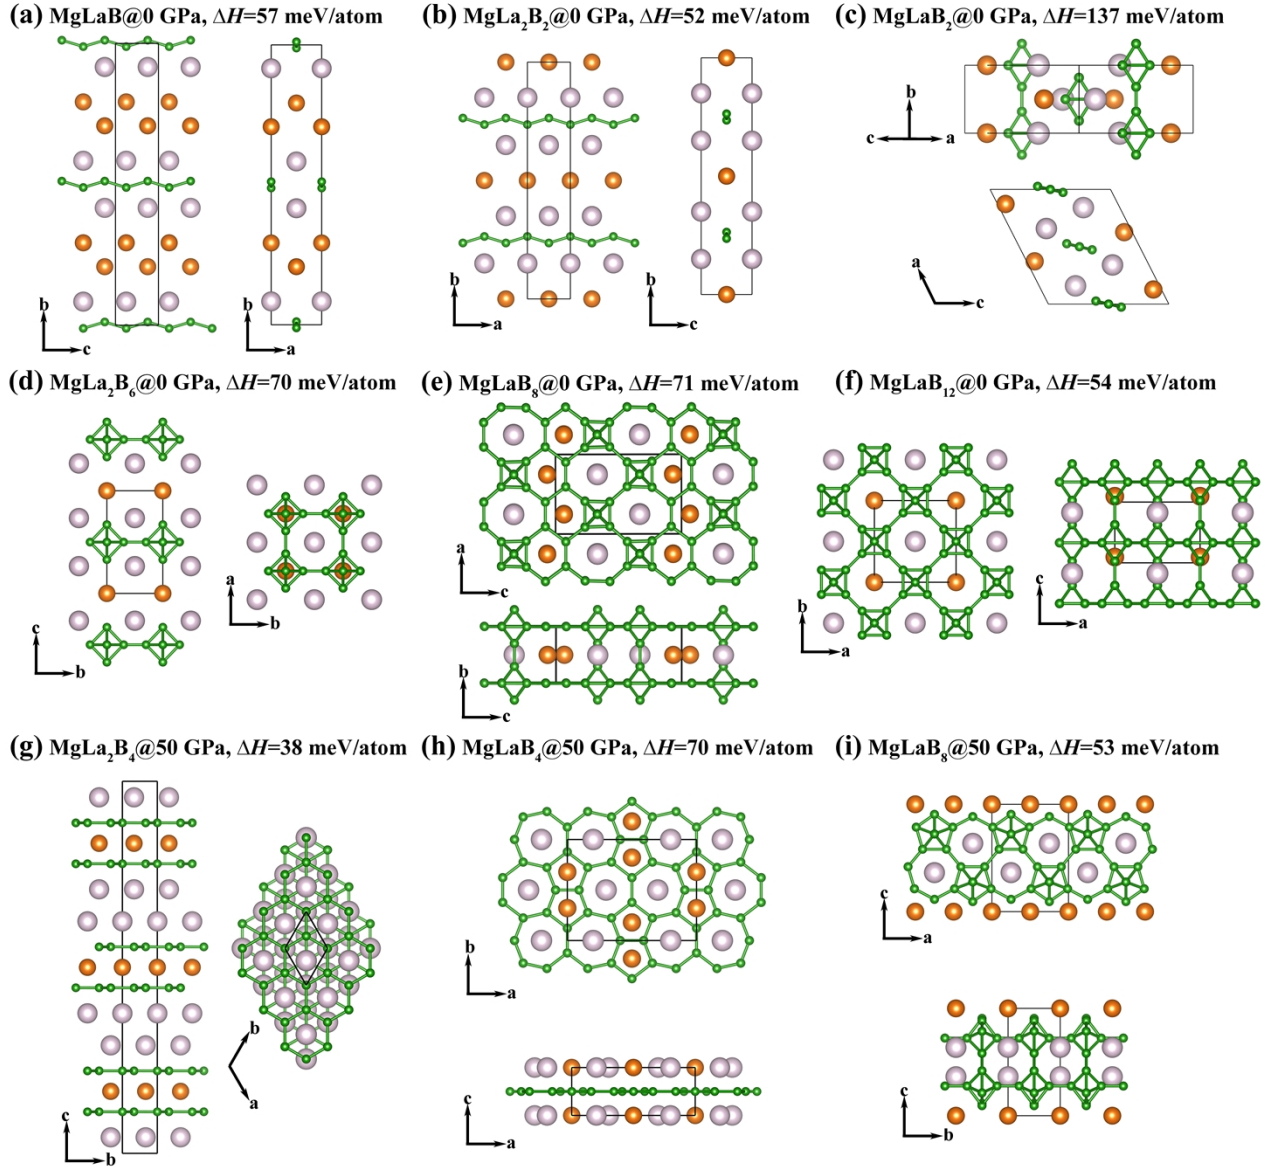 (a) MgLaB@0 GPa, ΔH=57 meV/atom
(b) MgLa₂B₂@0 GPa, ΔH=52 meV/atom
(c) MgLaB₂@0 GPa, ΔH=137 meV/atom
b
c
b
a
b
a
b
c
b
c
a
a
c
(d) MgLa₂B₆@0 GPa, ΔH=70 meV/atom
(e) MgLaB₈@0 GPa, ΔH=71 meV/atom
(f) MgLaB₁₂@0 GPa, ΔH=54 meV/atom
c
b
a
b
a
c
b
c
b
a
c
a
(g) MgLa₂B₄@50 GPa, ΔH=38 meV/atom
(h) MgLaB₄@50 GPa, ΔH=70 meV/atom
(i) MgLaB₈@50 GPa, ΔH=53 meV/atom
c
b
b
a
b
a
c
a
c
a
c
b